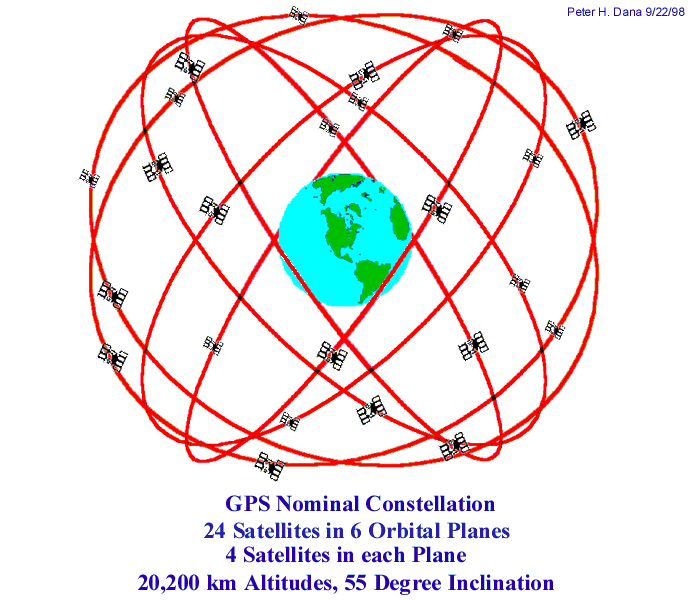 Peter H. Dana 9/22/98
GPS Nominal Constellation
24 Satellites in 6 Orbital Planes
4 Satellites in each Plane
20,200 km Altitudes, 55 Degree Inclination